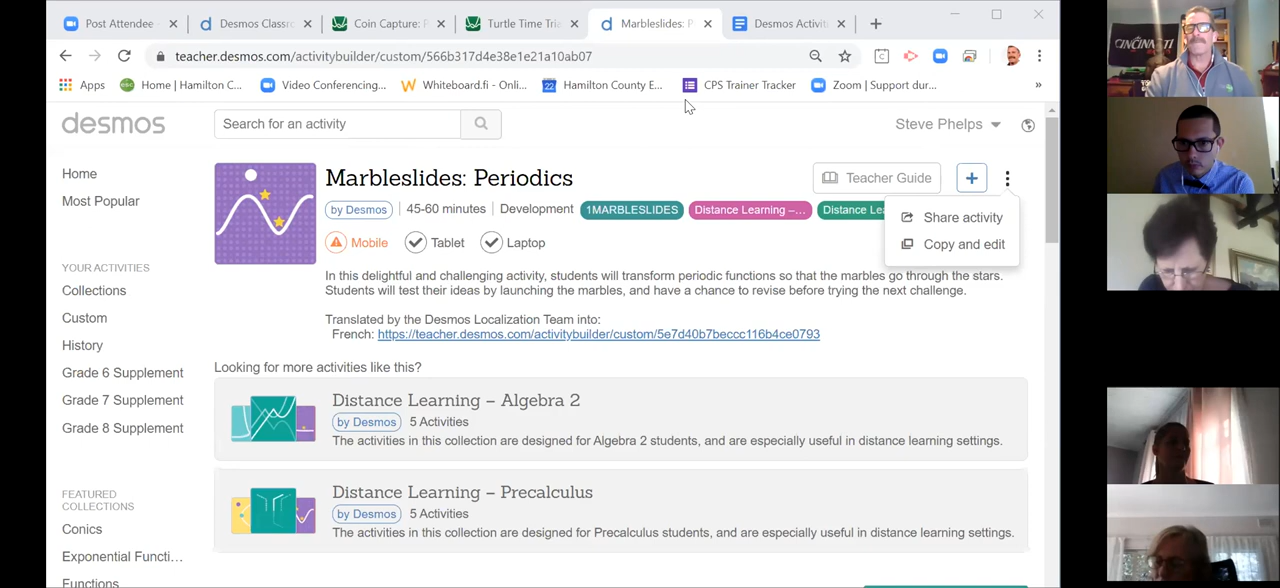 Post Attendee
Desmos Classr
Coin Capture: F
Turtle Time Tria
Marbleslides: P
Desmos Activit
teacher.desmos.com/activitybuilder/custom/566b317d4e38e1e21a10ab07
Apps
Home | Hamilton C...
Video Conferencing...
Whiteboard.fi - Onli...
22
Hamilton County E...
CPS Trainer Tracker
Zoom | Support dur...
»
desmos
Search for an activity
Steve Phelps
Home
Most Popular
YOUR ACTIVITIES
Collections
Custom
History
Grade 6 Supplement
Grade 7 Supplement
Grade 8 Supplement
FEATURED
COLLECTIONS
Conics
Exponential Functi...
Functions
Marbleslides: Periodics
Teacher Guide
by Desmos
45-60 minutes
Development
1MARBLESLIDES
Distance Learning –...
Distance Le
Share activity
Copy and edit
Mobile
Tablet
Laptop
In this delightful and challenging activity, students will transform periodic functions so that the marbles go through the stars.
Students will test their ideas by launching the marbles, and have a chance to revise before trying the next challenge.
Translated by the Desmos Localization Team into:
French: https://teacher.desmos.com/activitybuilder/custom/5e7d40b7beccc116b4ce0793
Looking for more activities like this?
Distance Learning – Algebra 2
by Desmos
5 Activities
The activities in this collection are designed for Algebra 2 students, and are especially useful in distance learning settings.
Distance Learning – Precalculus
by Desmos
5 Activities
The activities in this collection are designed for Precalculus students, and are especially useful in distance learning settings.
CINCINNATI